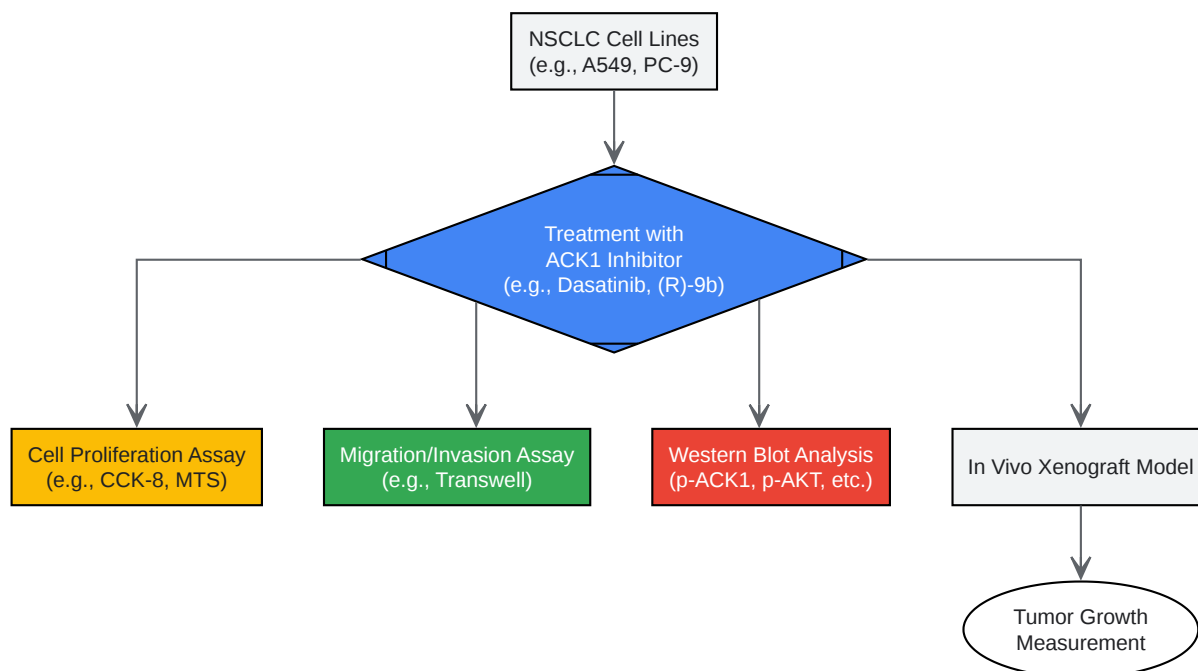 NSCLC Cell Lines
(e.g., A549, PC-9)
Treatment with
ACK1 Inhibitor
(e.g., Dasatinib, (R)-9b)
Cell Proliferation Assay
(e.g., CCK-8, MTS)
Migration/Invasion Assay
(e.g., Transwell)
Western Blot Analysis
(p-ACK1, p-AKT, etc.)
In Vivo Xenograft Model
Tumor Growth
Measurement